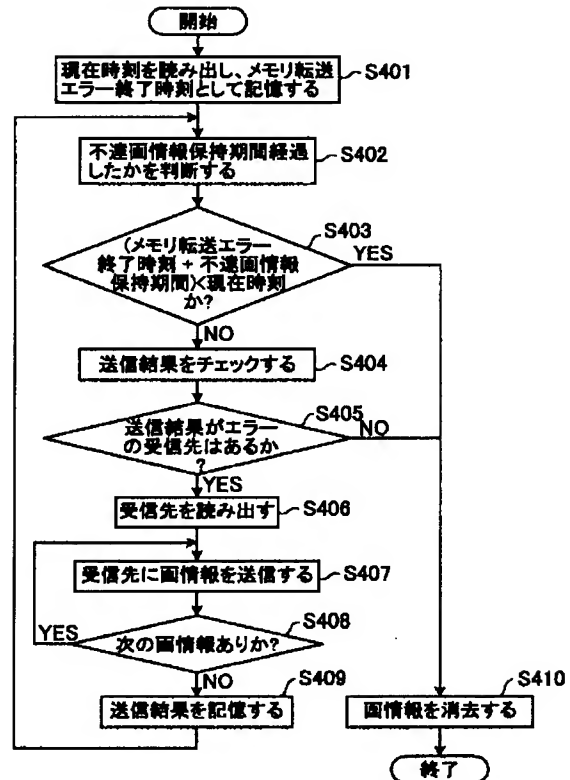 開始
現在時刻を読み出し、メモリ転送
エラー終了時刻として記憶する
S401
不達画情報保持期間経過
したかを判断する
S402
S403
(メモリ転送エラー
終了時刻 + 不達画情報
保持期間)<現在時刻
か?
YES
NO
送信結果をチェックする
S404
S405
送信結果がエラー
の受信先はあるか
?
NO
YES
受信先を読み出す
S406
受信先に画情報を送信する
S407
S408
次の画情報ありか?
YES
NO
S409
送信結果を記憶する
S410
画情報を消去する
終了